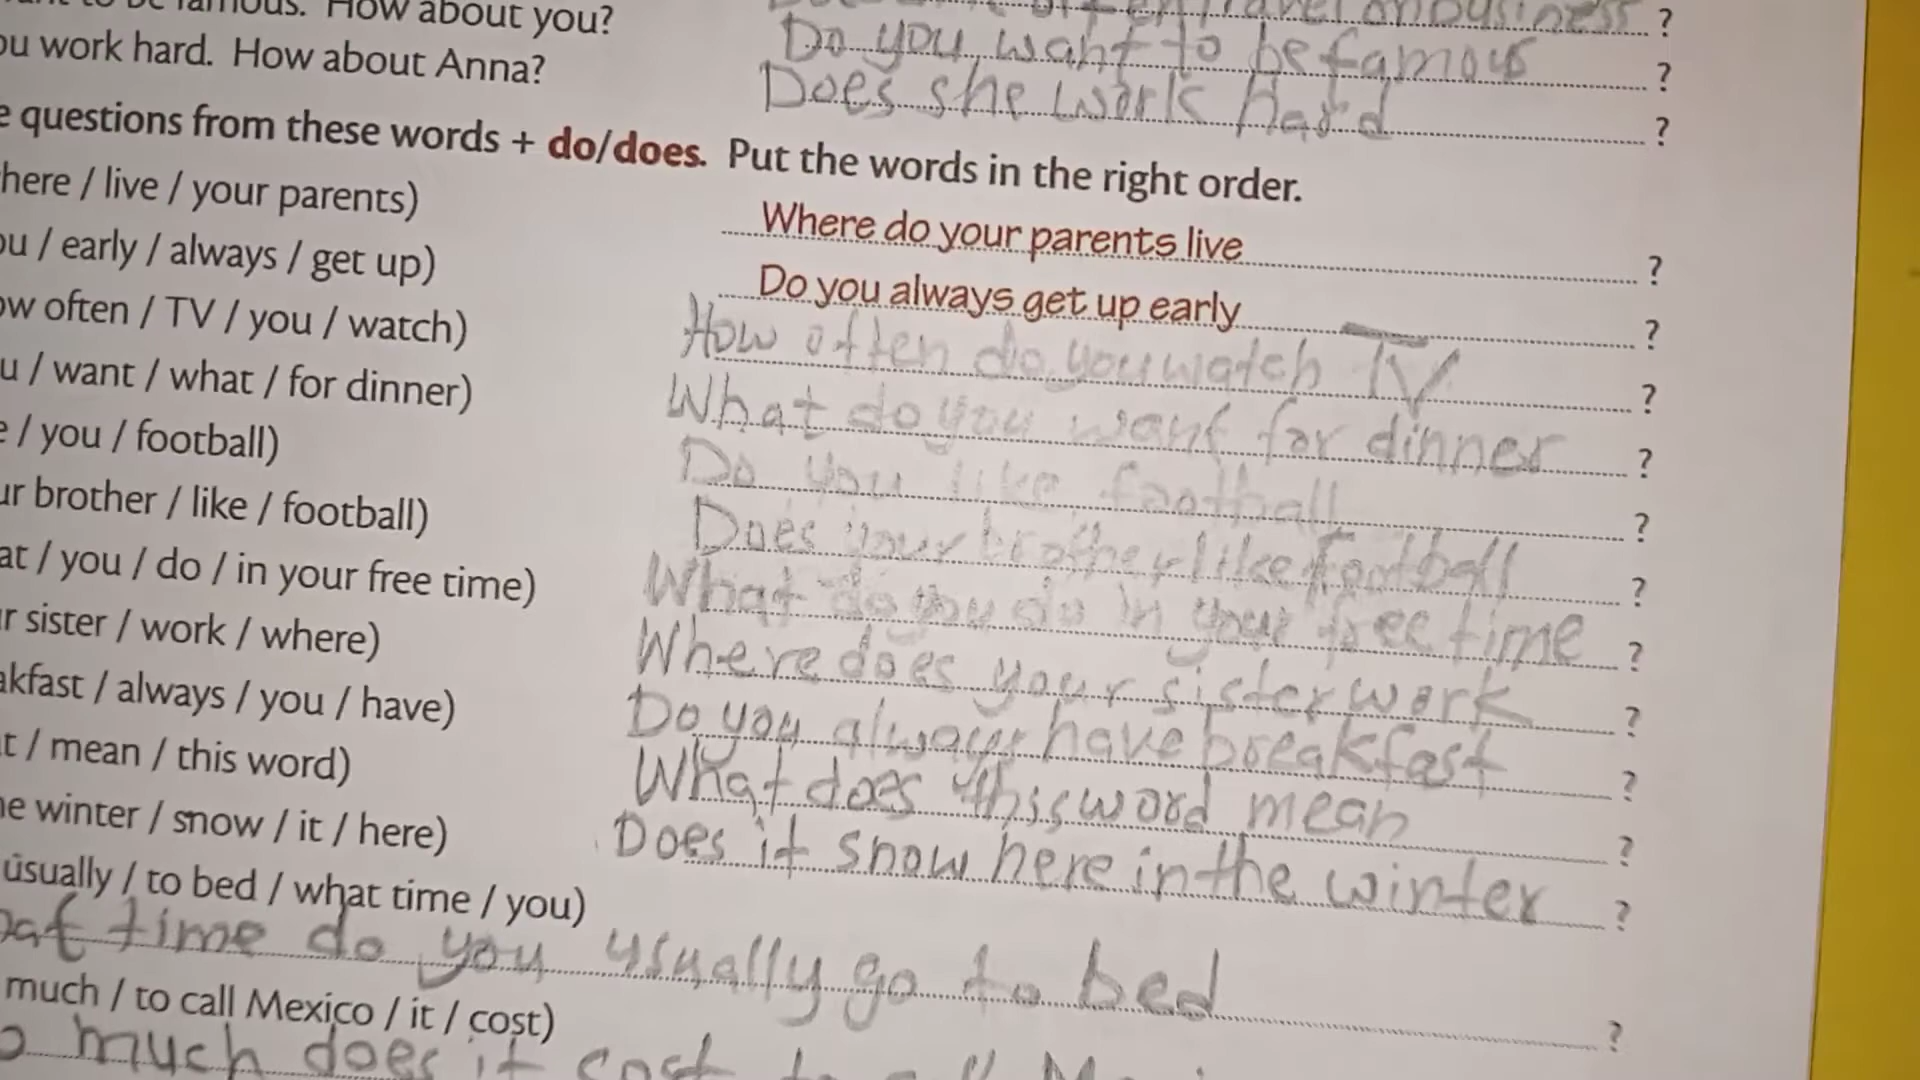 to be famous. How about you?
often travel on business ?
ou work hard. How about Anna?
Do you want to be famous ?
Does she work hard ?
e questions from these words + do/does. Put the words in the right order.
here / live / your parents)
Where do your parents live ?
ou / early / always / get up)
Do you always get up early ?
ow often / TV / you / watch)
How often do you watch TV ?
u / want / what / for dinner)
What do you want for dinner ?
e / you / football)
Do you like football ?
ur brother / like / football)
Does your brother like football ?
at / you / do / in your free time)
What do you do in your free time ?
r sister / work / where)
Where does your sister work ?
akfast / always / you / have)
Do you always have breakfast ?
t / mean / this word)
What does this word mean ?
he winter / snow / it / here)
Does it snow here in the winter ?
usually / to bed / what time / you)
hat time do you usually go to bed ?
much / to call Mexico / it / cost)
much does it cost to call